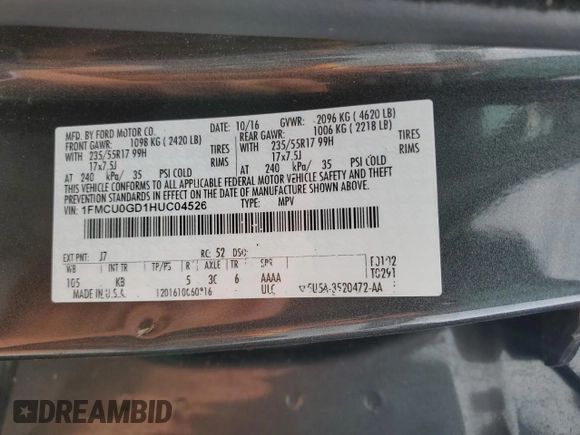 MFD. BY FORD MOTOR CO. 10/16 GVWR: 2096 KG ( 4620 LB)
FRONT GAWR: 1098 KG ( 2420 LB) REAR GAWR: 1006 KG ( 2218 LB)
WITH 235/55R17 99H TIRES WITH 235/55R17 99H TIRES
17x7.5J RIMS 17x7.5J RIMS
AT 240 kPa/ 35 PSI COLD AT 240 kPa/ 35 PSI COLD
THIS VEHICLE CONFORMS TO ALL APPLICABLE FEDERAL MOTOR VEHICLE SAFETY AND THEFT
PREVENTION STANDARDS IN EFFECT ON THE DATE OF MANUFACTURE SHOWN ABOVE.
VIN: 1FMCU0GD1HUC04526 TYPE: MPV
EXT PNT: J7 RC: 52 DSO:
WB INT TR TP/PS R AXLE TR SPR
105 KB 5 6 AAAA
MADE IN U.S.A. ULC
DREAMBID